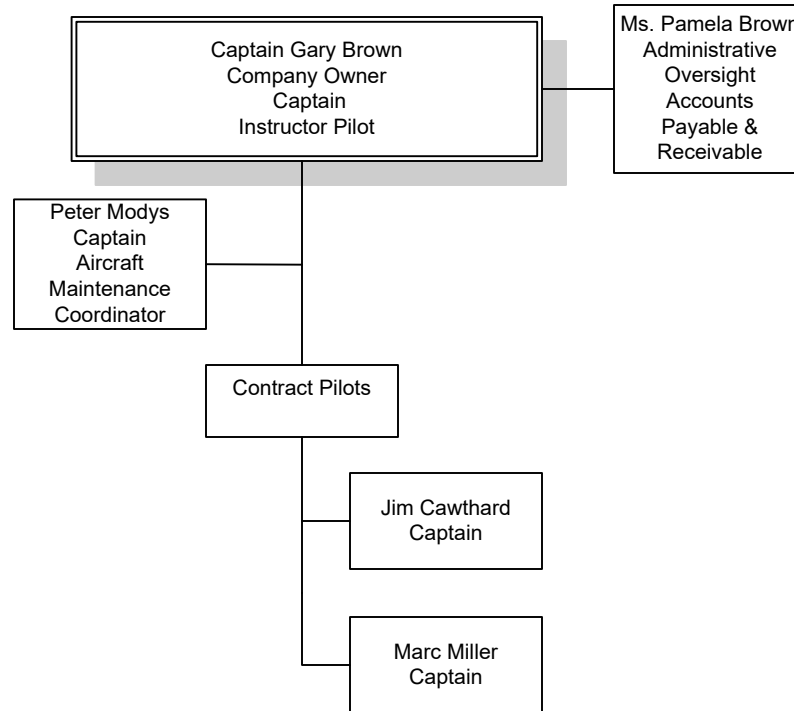 Captain Gary Brown
Company Owner
Captain
Instructor Pilot
Ms. Pamela Brown
Administrative
Oversight
Accounts
Payable &
Receivable
Peter Modys
Captain
Aircraft
Maintenance
Coordinator
Contract Pilots
Jim Cawthard
Captain
Marc Miller
Captain